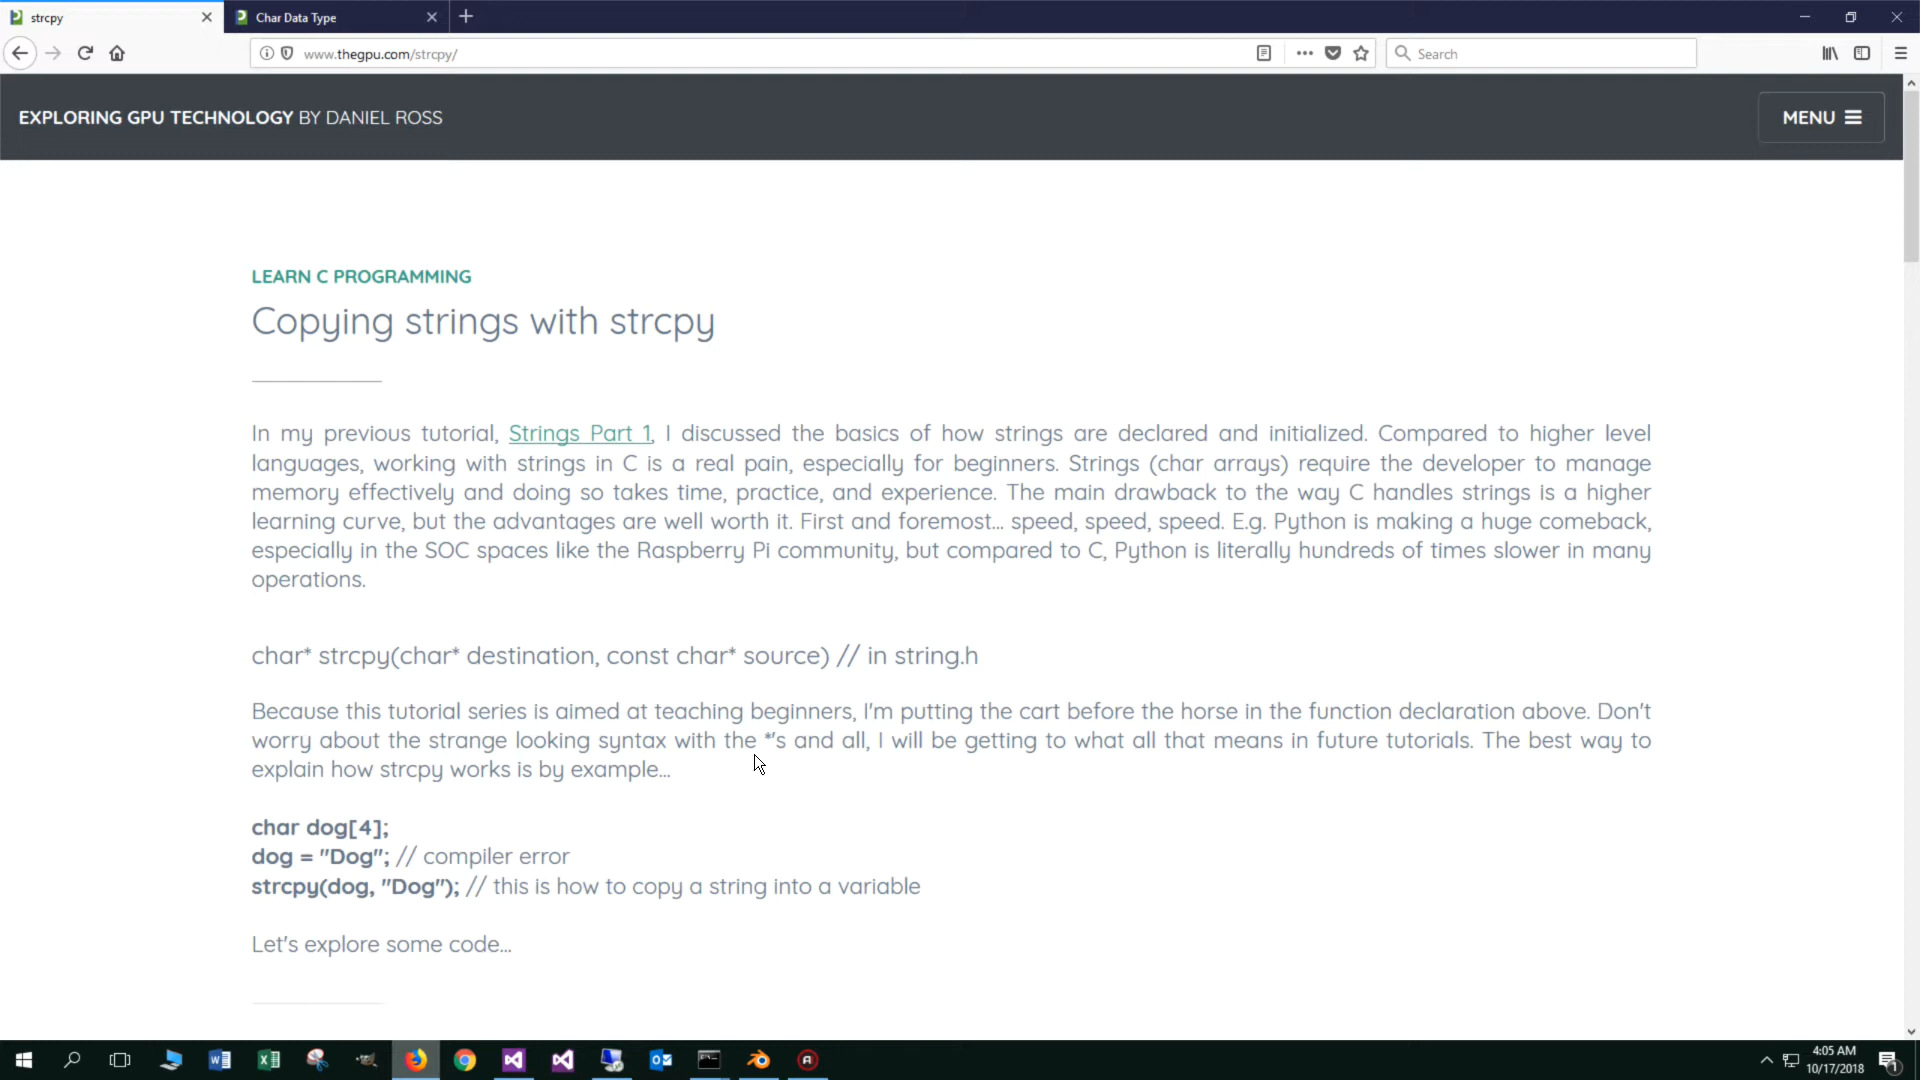 strcpy
Char Data Type
www.thegpu.com/strcpy/
Search
EXPLORING GPU TECHNOLOGY BY DANIEL ROSS
MENU
LEARN C PROGRAMMING
Copying strings with strcpy
In my previous tutorial, Strings Part 1, I discussed the basics of how strings are declared and initialized. Compared to higher level
languages, working with strings in C is a real pain, especially for beginners. Strings (char arrays) require the developer to manage
memory effectively and doing so takes time, practice, and experience. The main drawback to the way C handles strings is a higher
learning curve, but the advantages are well worth it. First and foremost... speed, speed, speed. E.g. Python is making a huge comeback,
especially in the SOC spaces like the Raspberry Pi community, but compared to C, Python is literally hundreds of times slower in many
operations.
char* strcpy(char* destination, const char* source) // in string.h
Because this tutorial series is aimed at teaching beginners, I'm putting the cart before the horse in the function declaration above. Don't
worry about the strange looking syntax with the *'s and all, I will be getting to what all that means in future tutorials. The best way to
explain how strcpy works is by example...
char dog[4];
dog = "Dog"; // compiler error
strcpy(dog, "Dog"); // this is how to copy a string into a variable
Let's explore some code...
4:05 AM
10/17/2018
1